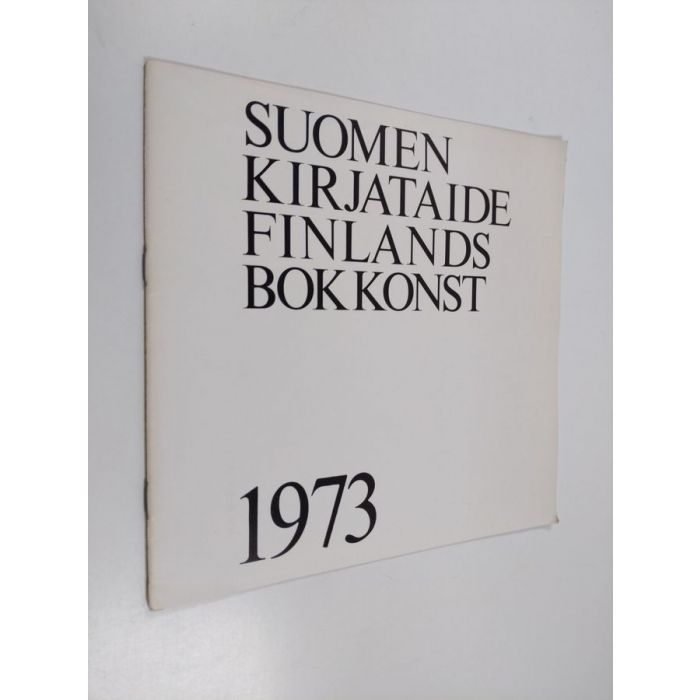 SUOMEN
KIRJATAIDE
FINLANDS
BOKKONST
1973